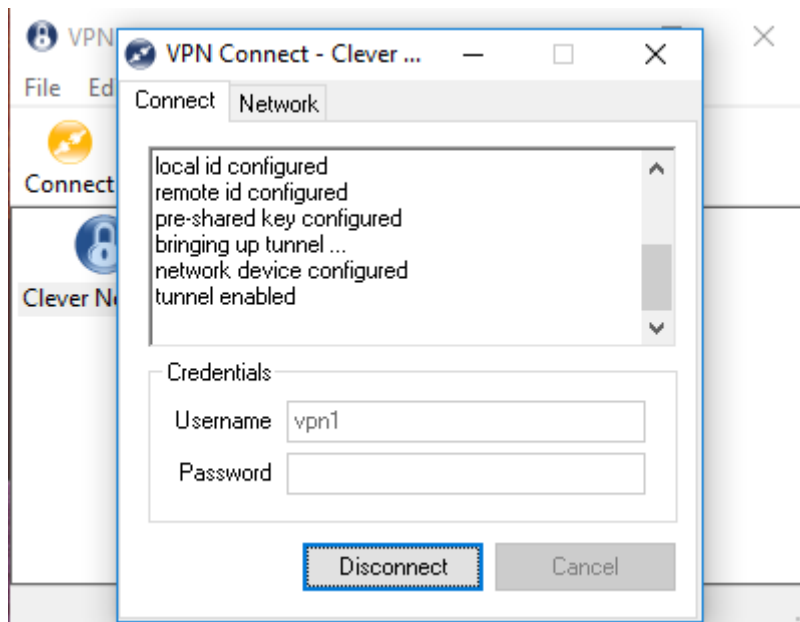 VPN
File Ed
Connect
Clever Ne
VPN Connect - Clever ...
Connect Network
local id configured
remote id configured
pre-shared key configured
bringing up tunnel ...
network device configured
tunnel enabled
Credentials
Username vpn1
Password
Disconnect Cancel